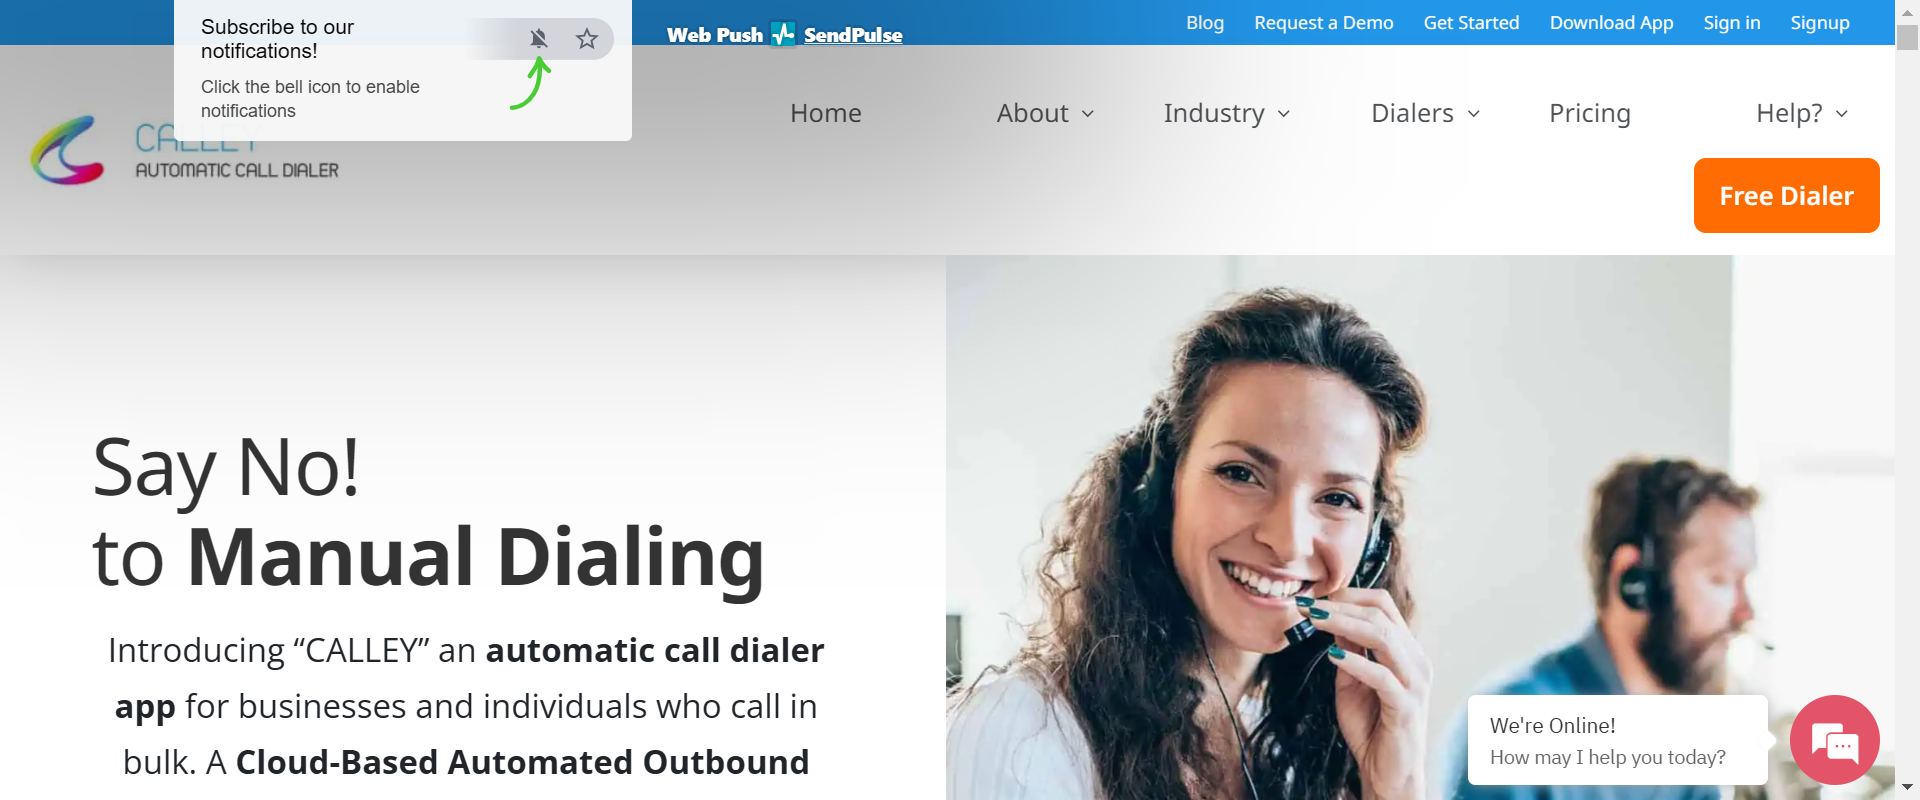 Subscribe to our
notifications!
Click the bell icon to enable
notifications
Web Push SendPulse
Blog Request a Demo Get Started Download App Sign in Signup
CALLEY
AUTOMATIC CALL DIALER
Home About Industry Dialers Pricing Help?
Free Dialer
Say No!
to Manual Dialing
Introducing “CALLEY” an automatic call dialer
app for businesses and individuals who call in
bulk. A Cloud-Based Automated Outbound
We're Online!
How may I help you today?